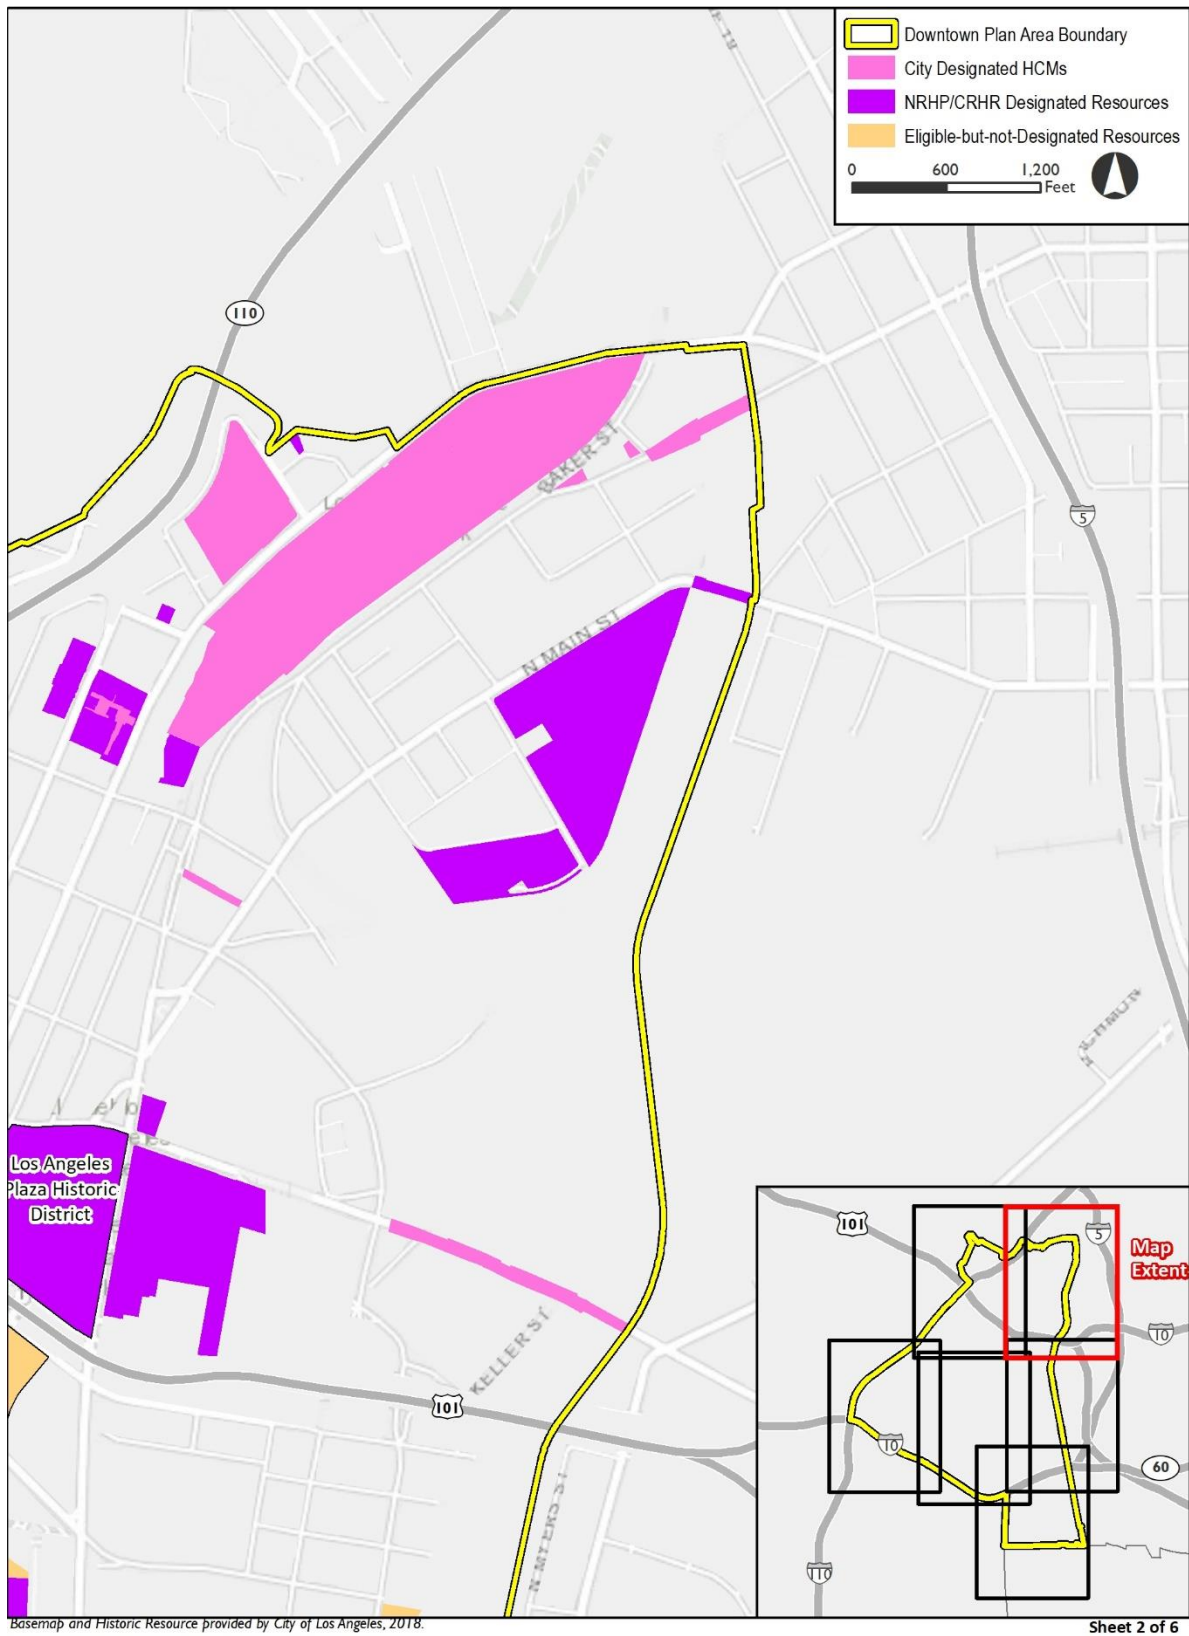 Downtown Plan Area Boundary
City Designated HCMs
NRHP/CRHR Designated Resources
Eligible-but-not-Designated Resources
0 600 1,200
Feet
110
BAKER ST
5
N MAIN ST
Los Angeles
Plaza Historic
District
KELLER ST
101
N MYERS ST
101
5
Map
Extent
10
10
60
110
Basemap and Historic Resource provided by City of Los Angeles, 2018.
Sheet 2 of 6